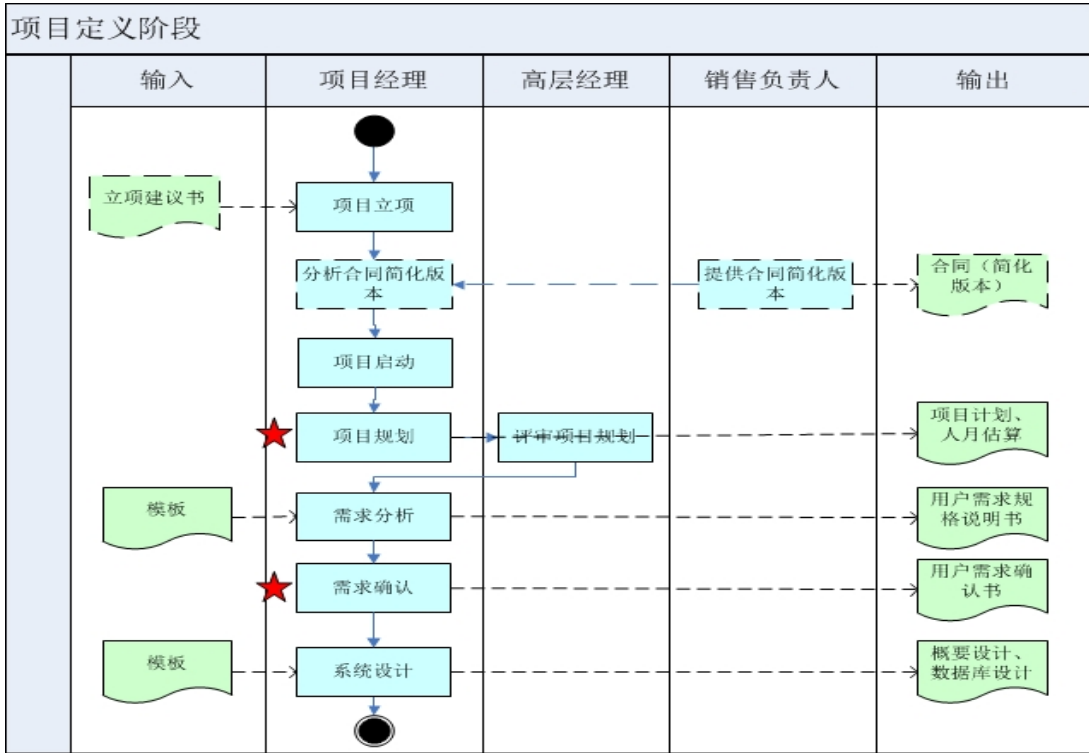 项目定义阶段
输入
项目经理
高层经理
销售负责人
输出
立项建议书
项目立项
分析合同简化版
本
提供合同简化版
本
合同（简化
版本）
项目启动
项目规划
评审项目规划
项目计划、
人月估算
模板
需求分析
用户需求规
格说明书
需求确认
用户需求确
认书
模板
系统设计
概要设计、
数据库设计